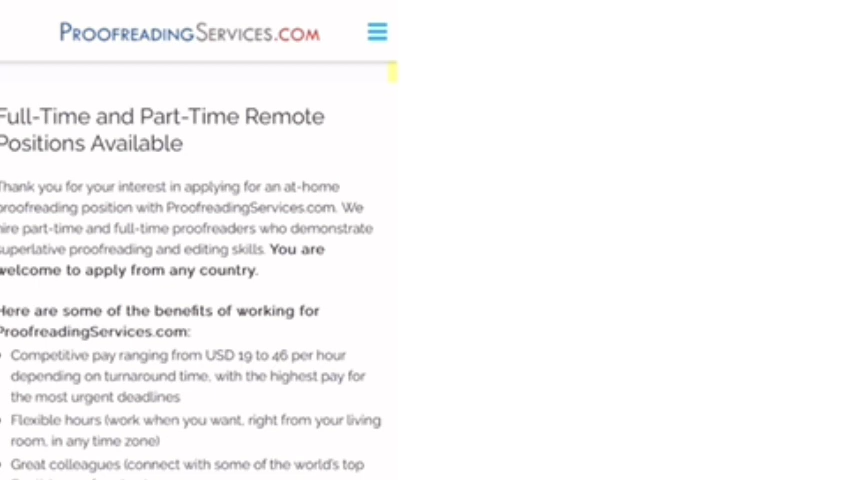 PROOFREADINGSERVICES.COM
Full-Time and Part-Time Remote
Positions Available
Thank you for your interest in applying for an at-home
proofreading position with ProofreadingServices.com. We
hire part-time and full-time proofreaders who demonstrate
superlative proofreading and editing skills. You are
welcome to apply from any country.
Here are some of the benefits of working for
ProofreadingServices.com:
• Competitive pay ranging from USD 19 to 46 per hour
depending on turnaround time, with the highest pay for
the most urgent deadlines
• Flexible hours (work when you want, right from your living
room, in any time zone)
• Great colleagues (connect with some of the world's top